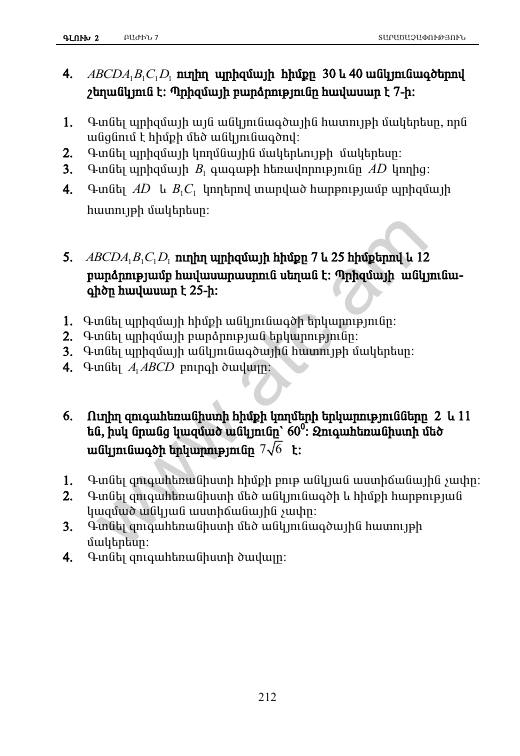 ԳԼՈՒԽ 2 ԲԱԺԻՆ 7 ՏԱՐԱԾԱՉԱՓՈՒԹՅՈՒՆ
4. ABCDA₁B₁C₁D₁ ուղիղ պրիզմայի հիմքը 30 և 40 անկյունագծերով
շեղանկյուն է: Պրիզմայի բարձրությունը հավասար է 7-ի:
1. Գտնել պրիզմայի այն անկյունագծային հատույթի մակերեսը, որն
անցնում է հիմքի մեծ անկյունագծով:
2. Գտնել պրիզմայի կողմնային մակերևույթի մակերեսը:
3. Գտնել պրիզմայի B₁ գագաթի հեռավորությունը AD կողից:
4. Գտնել AD և B₁C₁ կողերով տարված հարթությամբ պրիզմայի
հատույթի մակերեսը:
5. ABCDA₁B₁C₁D₁ ուղիղ պրիզմայի հիմքը 7 և 25 հիմքերով և 12
բարձրությամբ հավասարասրուն սեղան է: Պրիզմայի անկյունա-
գիծը հավասար է 25-ի:
1. Գտնել պրիզմայի հիմքի անկյունագծի երկարությունը:
2. Գտնել պրիզմայի բարձրության երկարությունը:
3. Գտնել պրիզմայի անկյունագծային հատույթի մակերեսը:
4. Գտնել A₁ABCD բուրգի ծավալը:
6. Ուղիղ զուգահեռանիստի հիմքի կողմերի երկարությունները 2 և 11
են, իսկ նրանց կազմած անկյունը՝ 60⁰: Զուգահեռանիստի մեծ
անկյունագծի երկարությունը 7√6 է:
1. Գտնել զուգահեռանիստի հիմքի բութ անկյան աստիճանային չափը:
2. Գտնել զուգահեռանիստի մեծ անկյունագծի և հիմքի հարթության
կազմած անկյան աստիճանային չափը:
3. Գտնել զուգահեռանիստի մեծ անկյունագծային հատույթի
մակերեսը:
4. Գտնել զուգահեռանիստի ծավալը:
www.atc.am
212